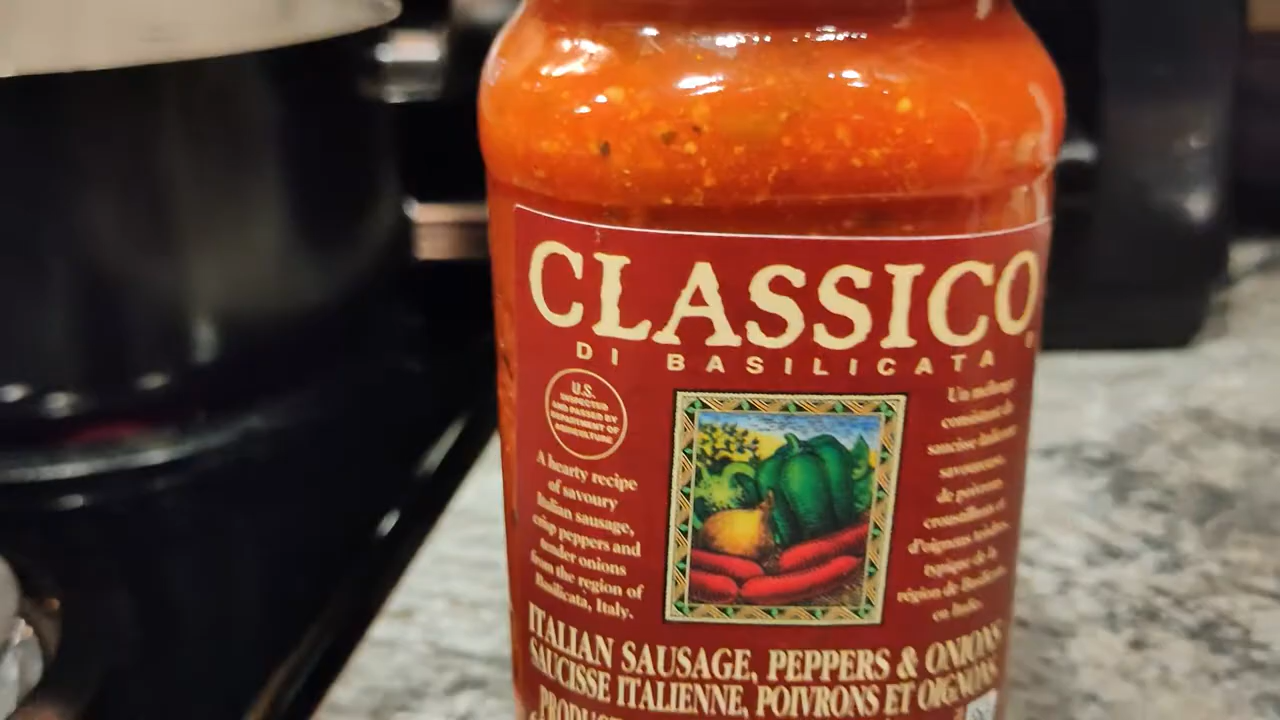 CLASSICO
DI BASILICATA
U.S.
INSPECTED
AND PASSED BY
DEPARTMENT OF
AGRICULTURE
A hearty recipe
of savoury
Italian sausage,
crisp peppers and
tender onions
from the region of
Basilicata, Italy.
Un mélange
consistant de
saucisse italienne
savoureuse,
de poivrons
croustillants et
d'oignons tendres,
typique de la
région de Basilicata
en Italie.
ITALIAN SAUSAGE, PEPPERS & ONIONS
SAUCISSE ITALIENNE, POIVRONS ET OIGNONS